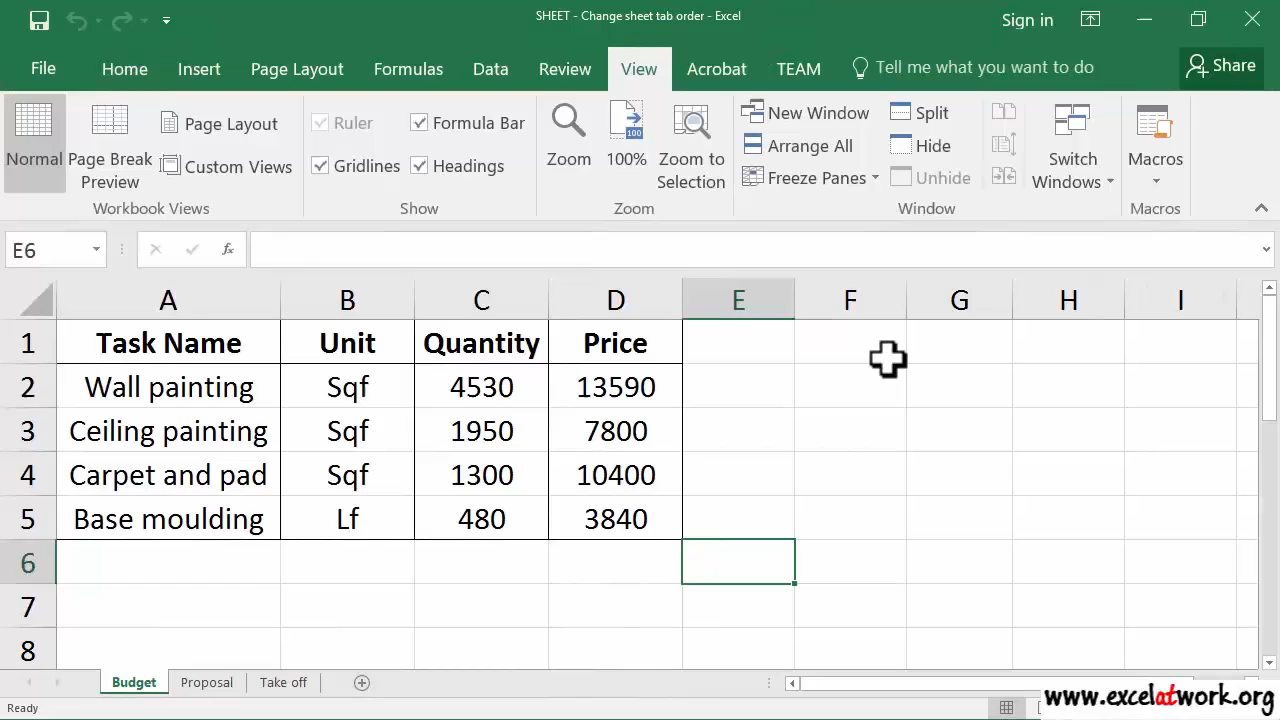 SHEET - Change sheet tab order - Excel
Sign in
File Home Insert Page Layout Formulas Data Review View Acrobat TEAM Tell me what you want to do Share
Normal
Page Break Preview
Page Layout
Custom Views
Workbook Views
Ruler
Formula Bar
Gridlines
Headings
Show
Zoom
100
100%
Zoom to Selection
Zoom
New Window
Arrange All
Freeze Panes
Split
Hide
Unhide
Switch Windows
Window
Macros
Macros
E6
fx
A B C D E F G H I
1 Task Name Unit Quantity Price
2 Wall painting Sqf 4530 13590
3 Ceiling painting Sqf 1950 7800
4 Carpet and pad Sqf 1300 10400
5 Base moulding Lf 480 3840
6
7
8
Budget Proposal Take off
Ready
www.excelatwork.org